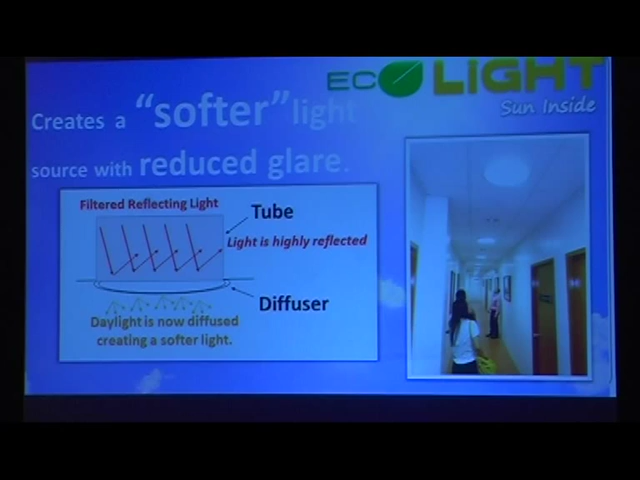 ECO LiGHT
Sun Inside
Creates a “softer” light
source with reduced glare.
Filtered Reflecting Light
Tube
Light is highly reflected
Diffuser
Daylight is now diffused
creating a softer light.